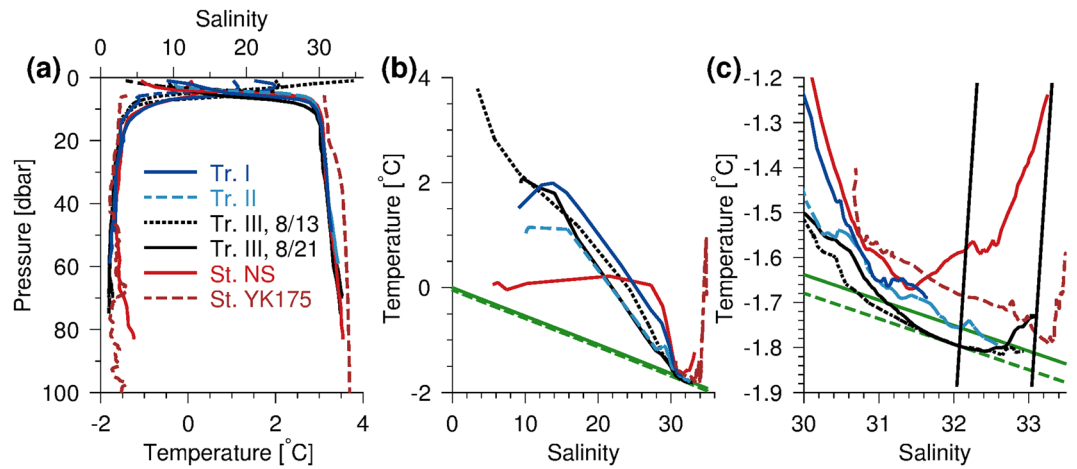 Salinity
0 10 20 30
(a)
0
20
40
60
80
100
Pressure [dbar]
Tr. I
Tr. II
Tr. III, 8/13
Tr. III, 8/21
St. NS
St. YK175
-2 0 2 4
Temperature [°C]
(b)
4
2
0
-2
Temperature [°C]
0 10 20 30
Salinity
(c)
-1.2
-1.3
-1.4
-1.5
-1.6
-1.7
-1.8
-1.9
Temperature [°C]
30 31 32 33
Salinity